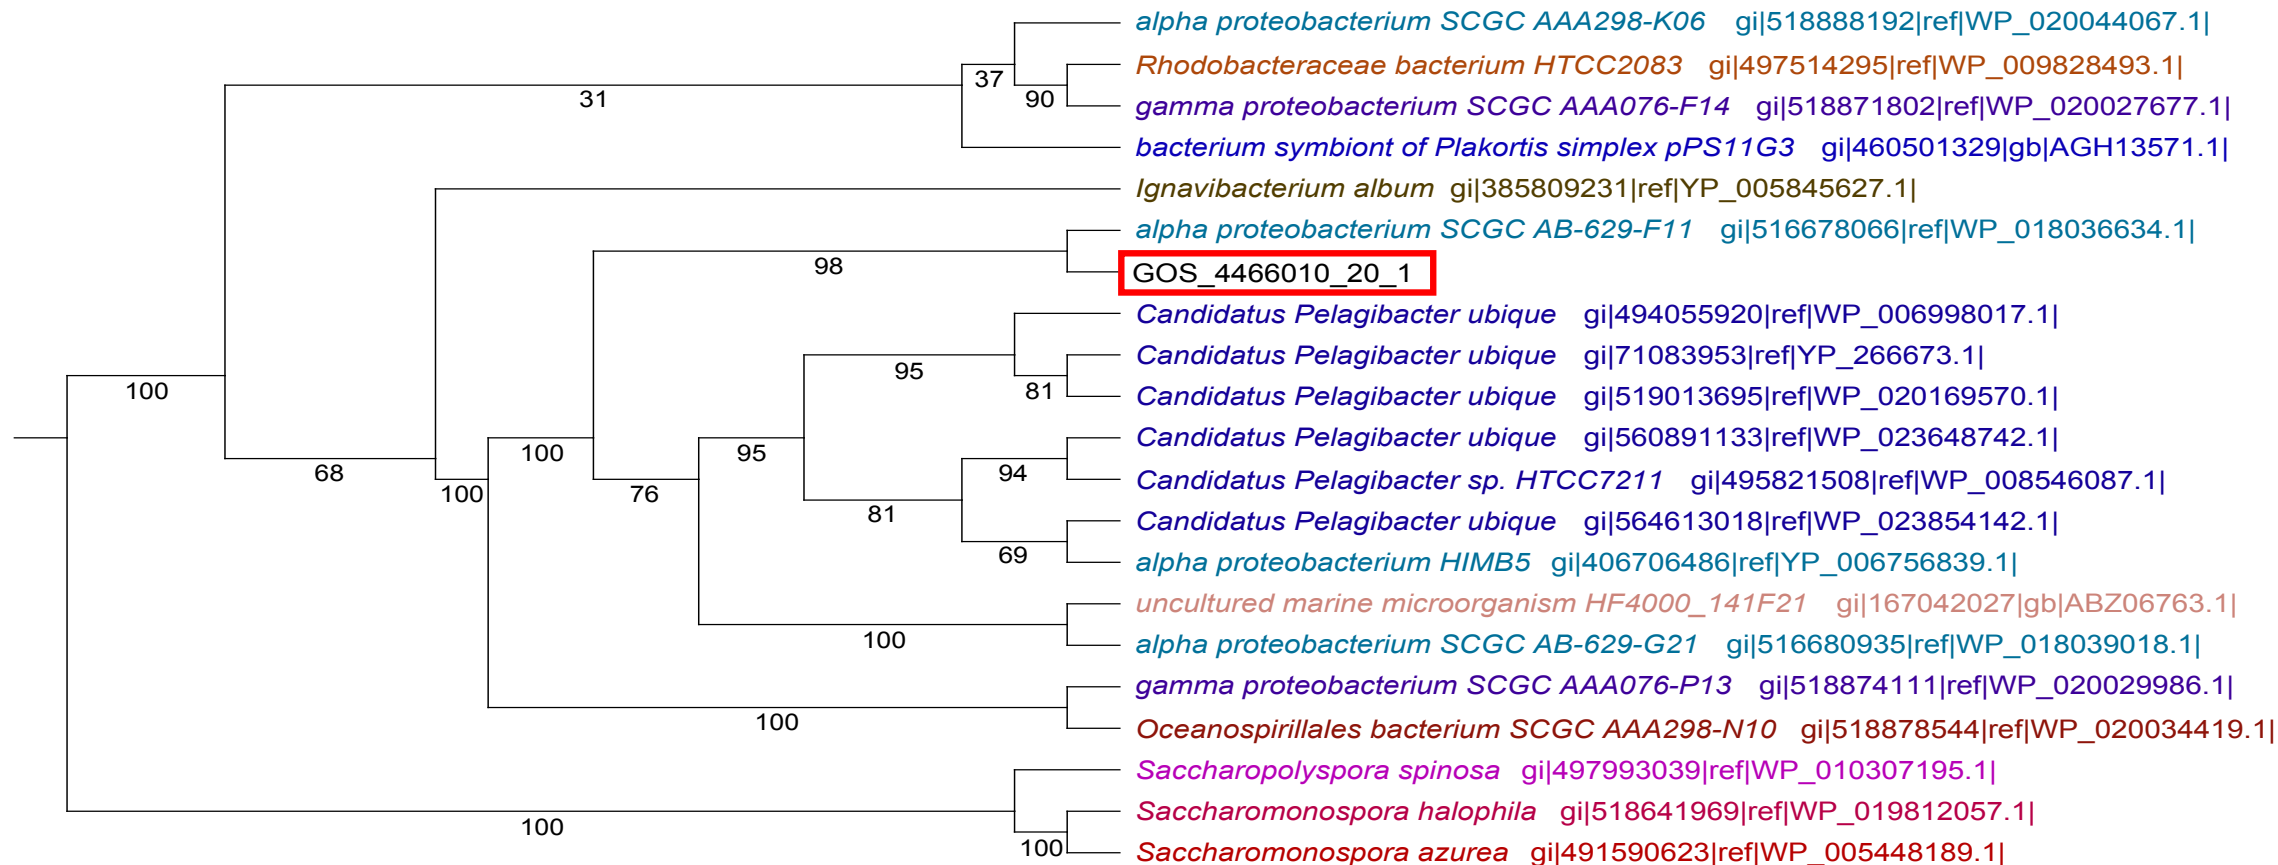 alpha proteobacterium SCGC AAA298-K06 gi|518888192|ref|WP_020044067.1|
37
Rhodobacteraceae bacterium HTCC2083 gi|497514295|ref|WP_009828493.1|
31
90
gamma proteobacterium SCGC AAA076-F14 gi|518871802|ref|WP_020027677.1|
bacterium symbiont of Plakortis simplex pPS11G3 gi|460501329|gb|AGH13571.1|
Ignavibacterium album gi|385809231|ref|YP_005845627.1|
alpha proteobacterium SCGC AB-629-F11 gi|516678066|ref|WP_018036634.1|
98
GOS_4466010_20_1
Candidatus Pelagibacter ubique gi|494055920|ref|WP_006998017.1|
Candidatus Pelagibacter ubique gi|71083953|ref|YP_266673.1|
95
100
81
Candidatus Pelagibacter ubique gi|519013695|ref|WP_020169570.1|
Candidatus Pelagibacter ubique gi|560891133|ref|WP_023648742.1|
100
95
68
94
Candidatus Pelagibacter sp. HTCC7211 gi|495821508|ref|WP_008546087.1|
100
76
81
Candidatus Pelagibacter ubique gi|564613018|ref|WP_023854142.1|
69
alpha proteobacterium HIMB5 gi|406706486|ref|YP_006756839.1|
uncultured marine microorganism HF4000_141F21 gi|167042027|gb|ABZ06763.1|
100
alpha proteobacterium SCGC AB-629-G21 gi|516680935|ref|WP_018039018.1|
gamma proteobacterium SCGC AAA076-P13 gi|518874111|ref|WP_020029986.1|
100
Oceanospirillales bacterium SCGC AAA298-N10 gi|518878544|ref|WP_020034419.1|
Saccharopolyspora spinosa gi|497993039|ref|WP_010307195.1|
Saccharomonospora halophila gi|518641969|ref|WP_019812057.1|
100
100
Saccharomonospora azurea gi|491590623|ref|WP_005448189.1|